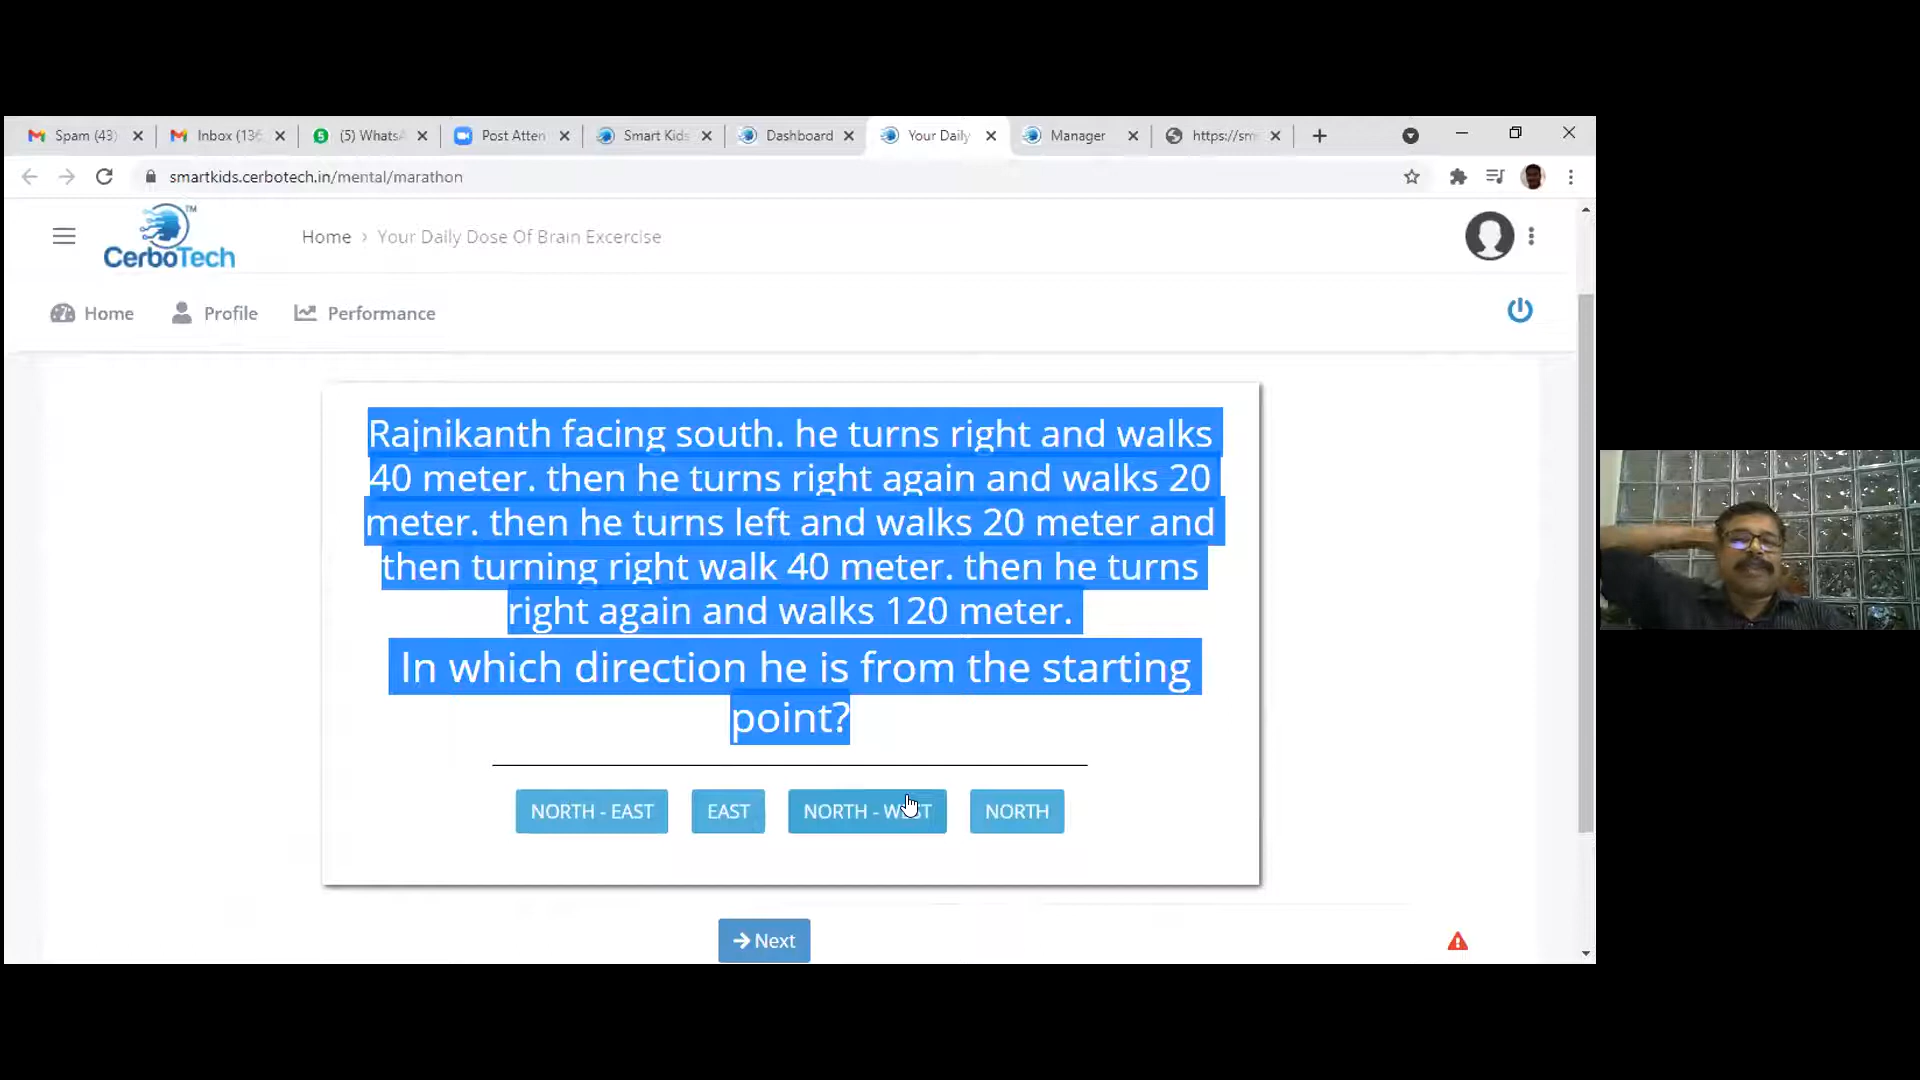 Spam (43)
Inbox (136
(5) Whats
Post Atten
Smart Kids
Dashboard
Your Daily
Manager
https://sm
smartkids.cerbotech.in/mental/marathon
TM
CerboTech
Home › Your Daily Dose Of Brain Excercise
Home
Profile
Performance
Rajnikanth facing south. he turns right and walks
40 meter. then he turns right again and walks 20
meter. then he turns left and walks 20 meter and
then turning right walk 40 meter. then he turns
right again and walks 120 meter.
In which direction he is from the starting
point?
NORTH - EAST
EAST
NORTH - WEST
NORTH
Next